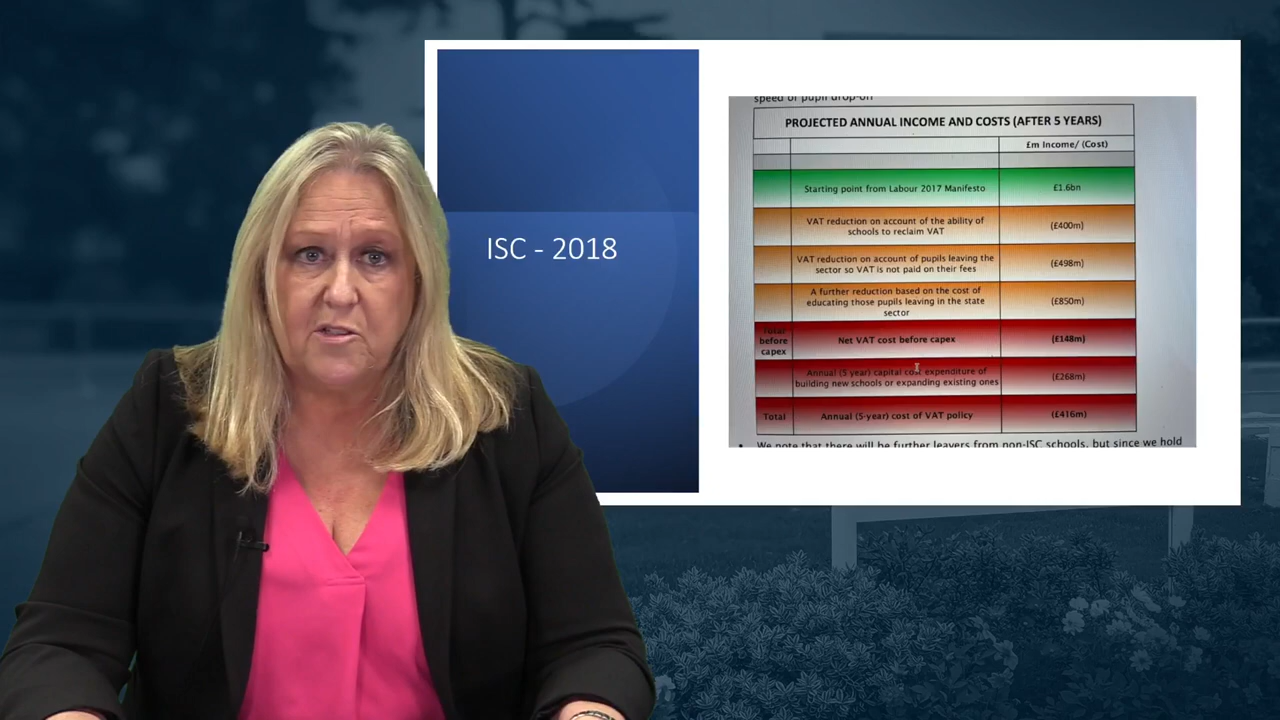 ISC - 2018
speed of pupil drop-off
PROJECTED ANNUAL INCOME AND COSTS (AFTER 5 YEARS)
£m Income/ (Cost)
Starting point from Labour 2017 Manifesto
£1.6bn
VAT reduction on account of the ability of
schools to reclaim VAT
(£400m)
VAT reduction on account of pupils leaving the
sector so VAT is not paid on their fees
(£498m)
A further reduction based on the cost of
educating those pupils leaving in the state
sector
(£850m)
Total
before
capex
Net VAT cost before capex
(£148m)
Annual (5 year) capital cost expenditure of
building new schools or expanding existing ones
(£268m)
Total
Annual (5-year) cost of VAT policy
(£416m)
• We note that there will be further leavers from non-ISC schools, but since we hold